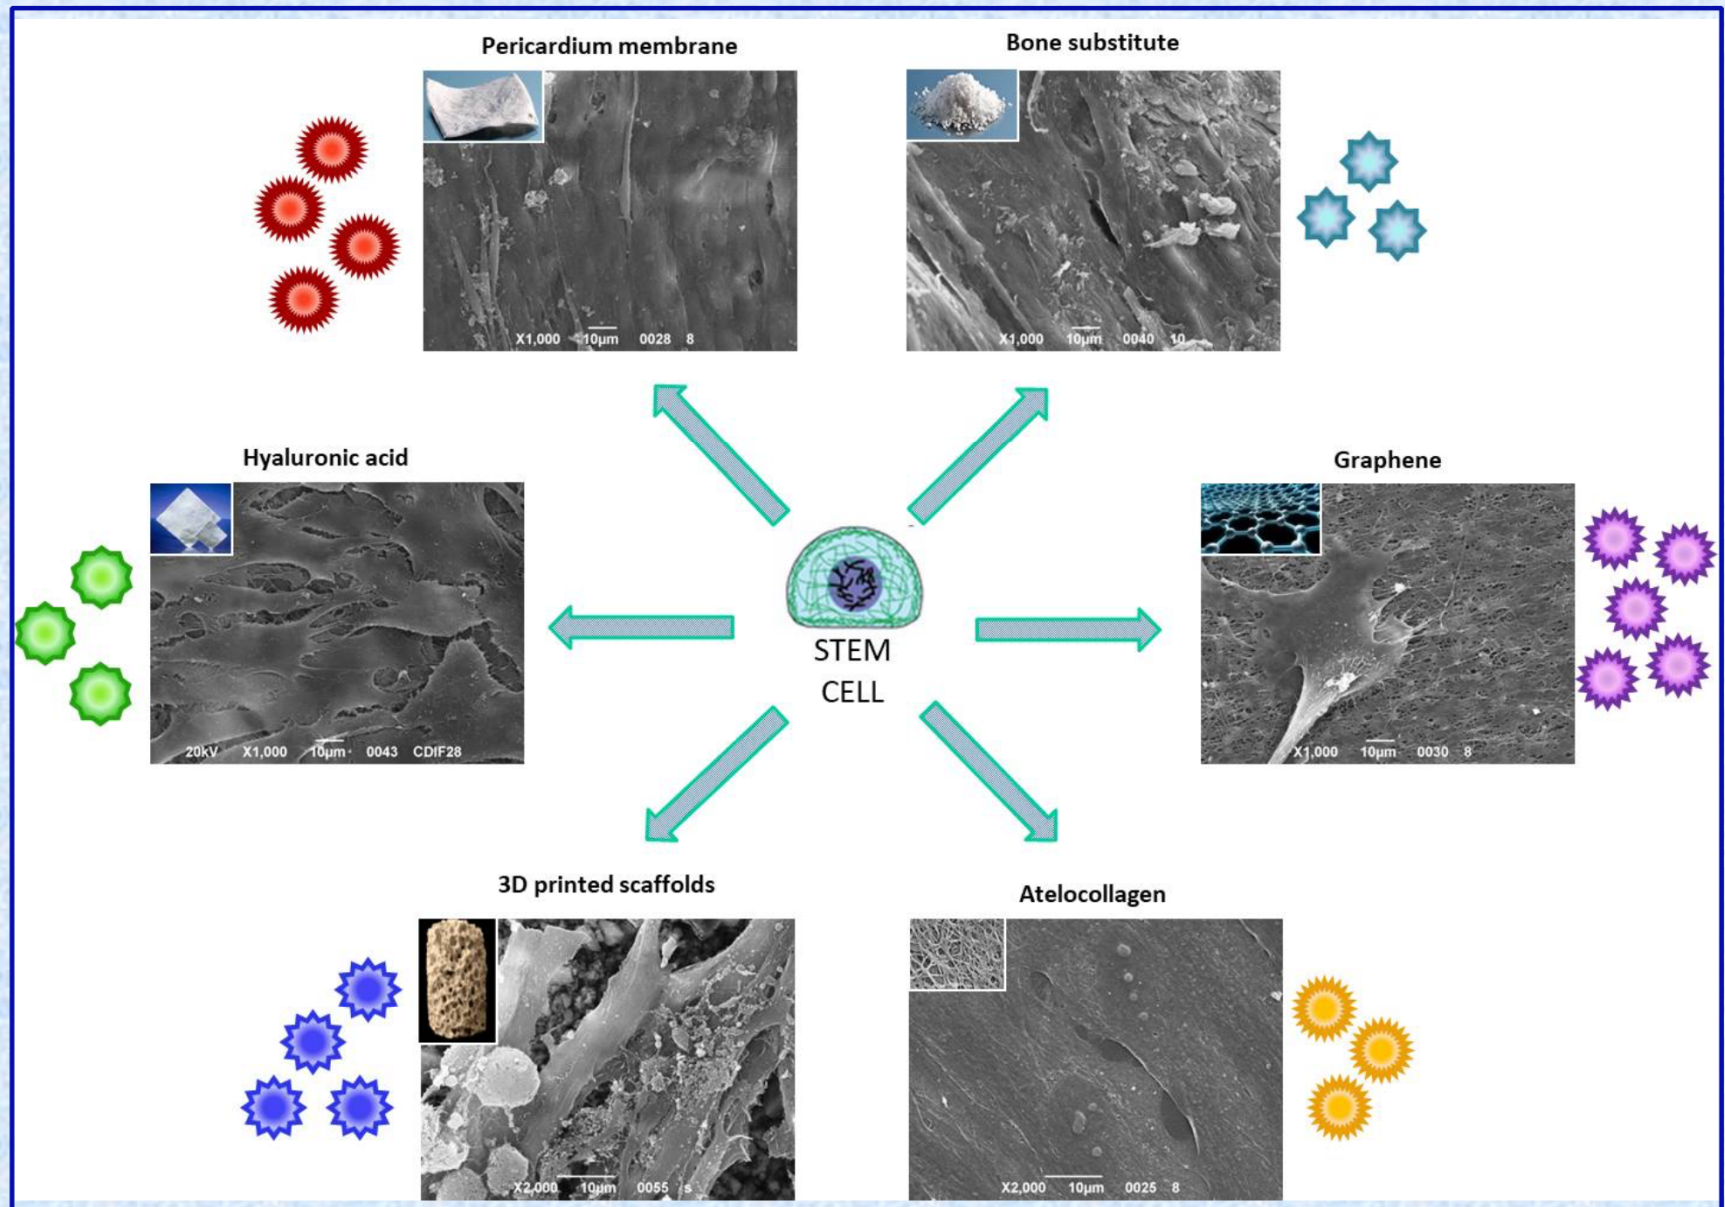 Pericardium membrane
Bone substitute
X1,000 10µm 0028 8
X1,000 10µm 0040 10
Hyaluronic acid
Graphene
20kV X1,000 10µm 0043 CDIF28
X1,000 10µm 0030 8
STEM
CELL
3D printed scaffolds
Atelocollagen
X2,000 10µm 0055 s
X2,000 10µm 0025 8